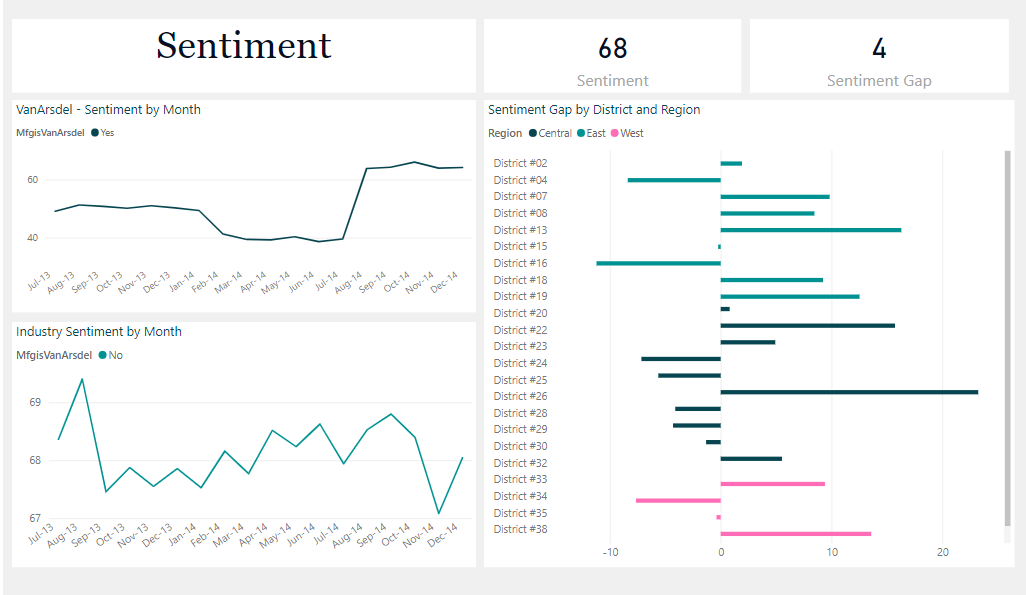 Sentiment
68
Sentiment
4
Sentiment Gap
VanArsdel - Sentiment by Month
MfgisVanArsdel Yes
60
40
Jul-13 Aug-13 Sep-13 Oct-13 Nov-13 Dec-13 Jan-14 Feb-14 Mar-14 Apr-14 May-14 Jun-14 Jul-14 Aug-14 Sep-14 Oct-14 Nov-14 Dec-14
Industry Sentiment by Month
MfgisVanArsdel No
69
68
67
Jul-13 Aug-13 Sep-13 Oct-13 Nov-13 Dec-13 Jan-14 Feb-14 Mar-14 Apr-14 May-14 Jun-14 Jul-14 Aug-14 Sep-14 Oct-14 Nov-14 Dec-14
Sentiment Gap by District and Region
Region Central East West
District #02
District #04
District #07
District #08
District #13
District #15
District #16
District #18
District #19
District #20
District #22
District #23
District #24
District #25
District #26
District #28
District #29
District #30
District #32
District #33
District #34
District #35
District #38
-10 0 10 20